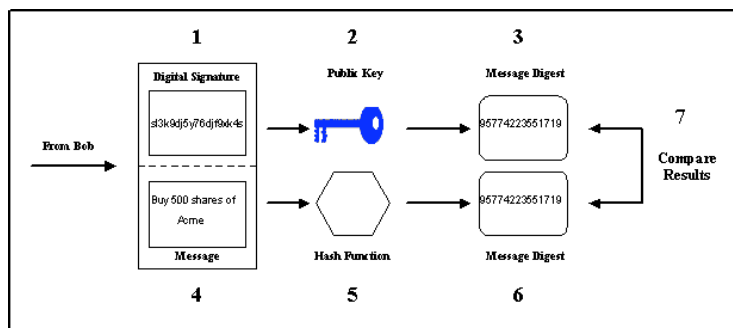 1 2 3
Digital Signature Public Key Message Digest
sl3k9dj5y76djf9xk4s 95774223551719
7
From Bob Compare
Results
Buy 500 shares of
Acme
95774223551719
Message Hash Function Message Digest
4 5 6